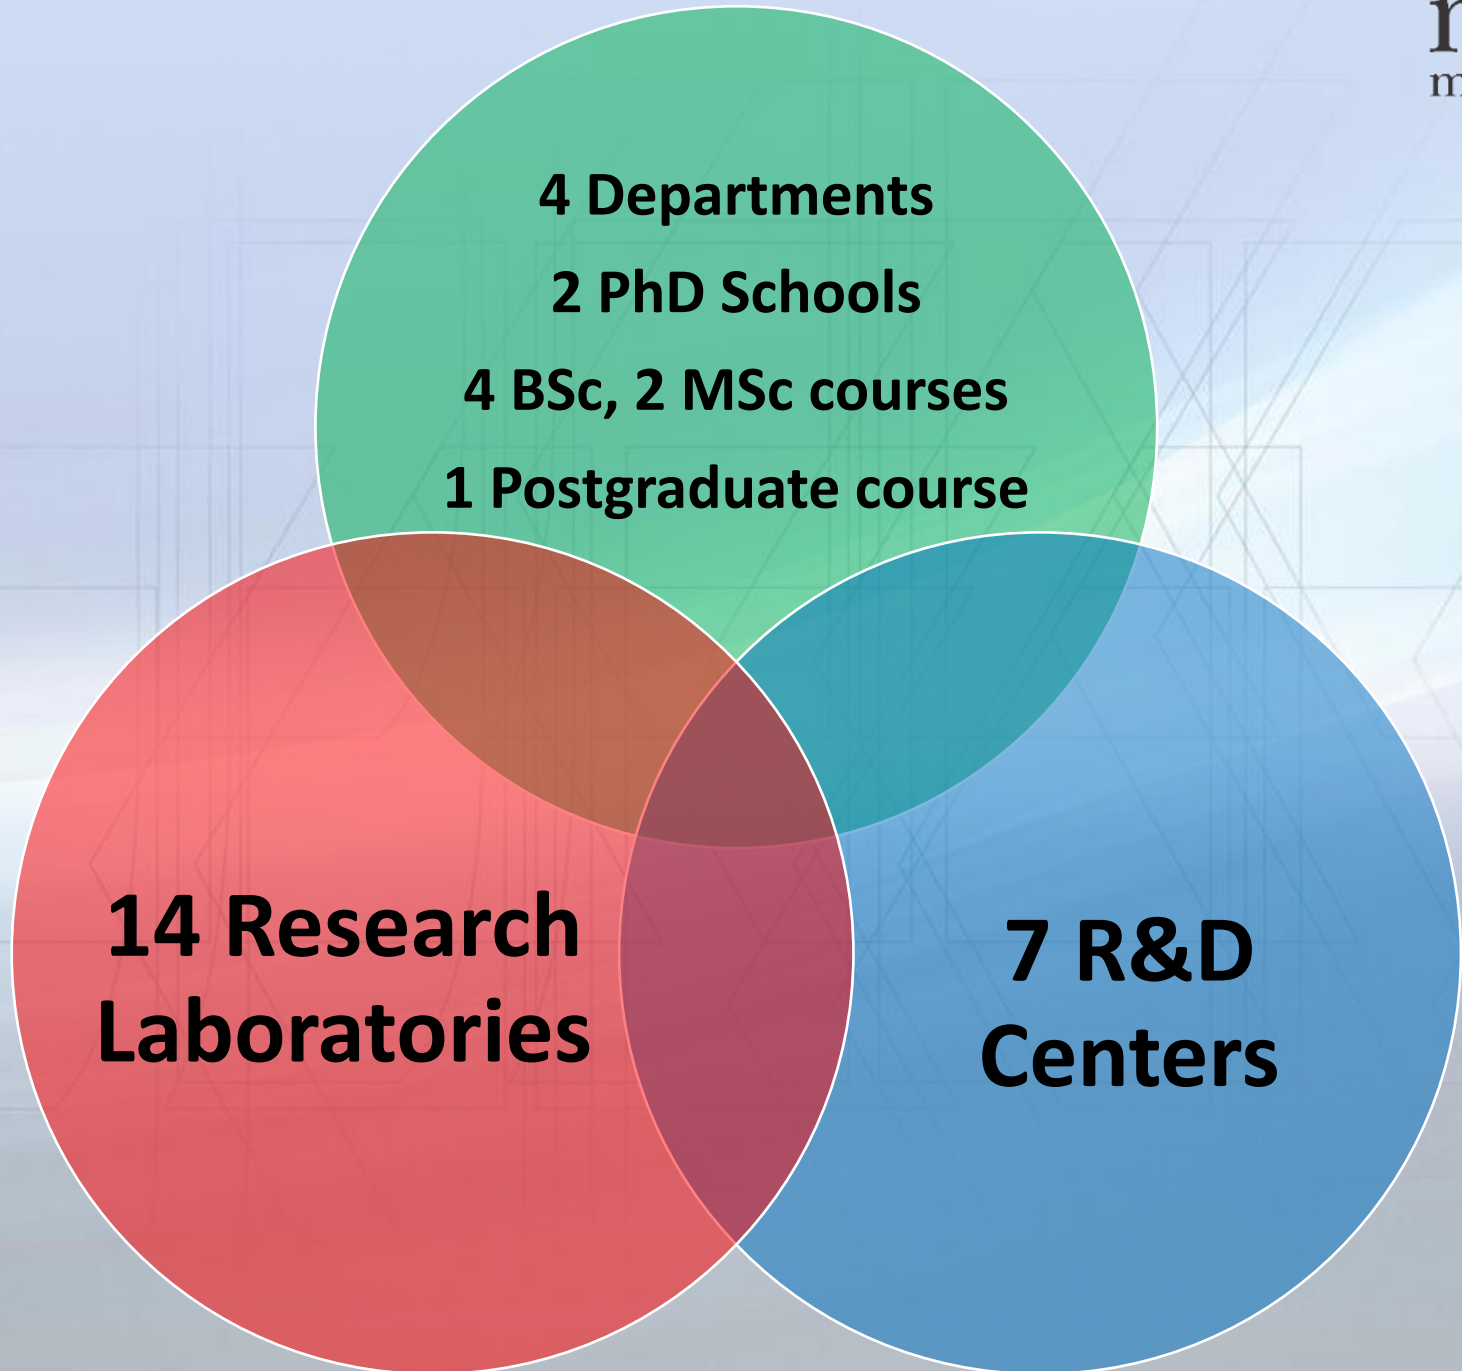 4 Departments
2 PhD Schools
4 BSc, 2 MSc courses
1 Postgraduate course
14 Research
Laboratories
7 R&D
Centers